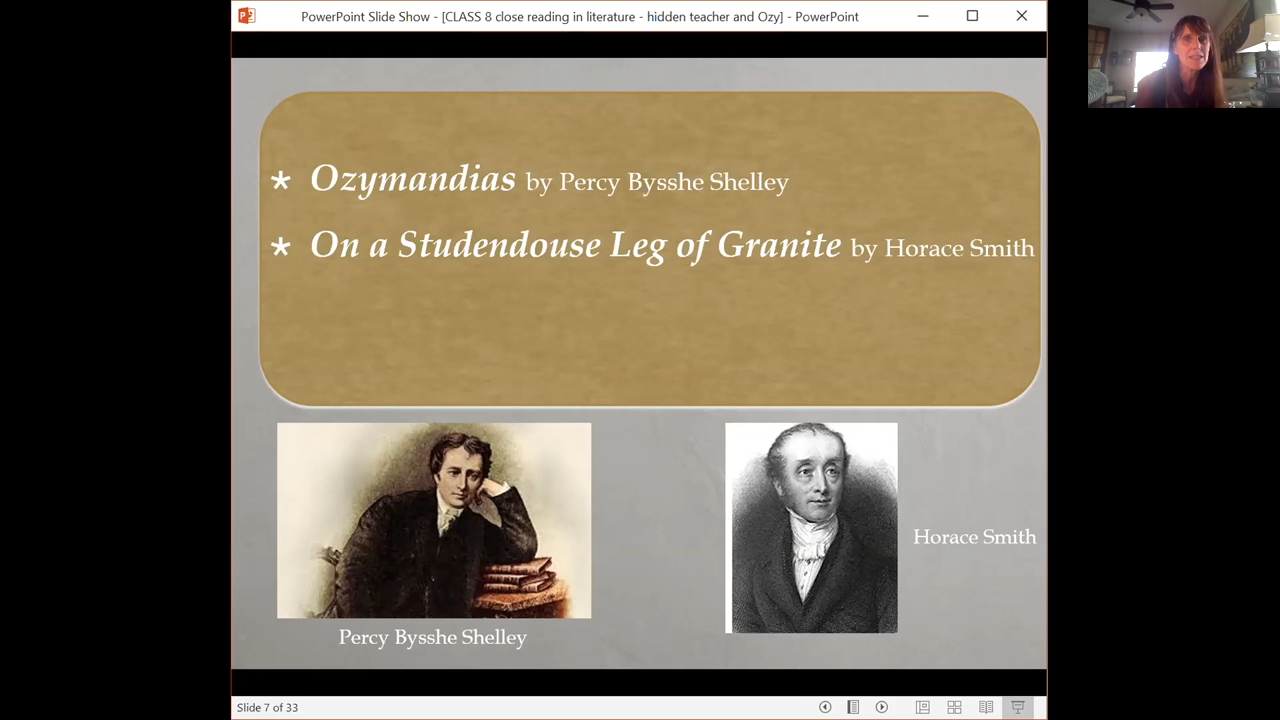 PowerPoint Slide Show - [CLASS 8 close reading in literature - hidden teacher and Ozy] - PowerPoint
* Ozymandias by Percy Bysshe Shelley
* On a Studendouse Leg of Granite by Horace Smith
Horace Smith
Percy Bysshe Shelley
Slide 7 of 33